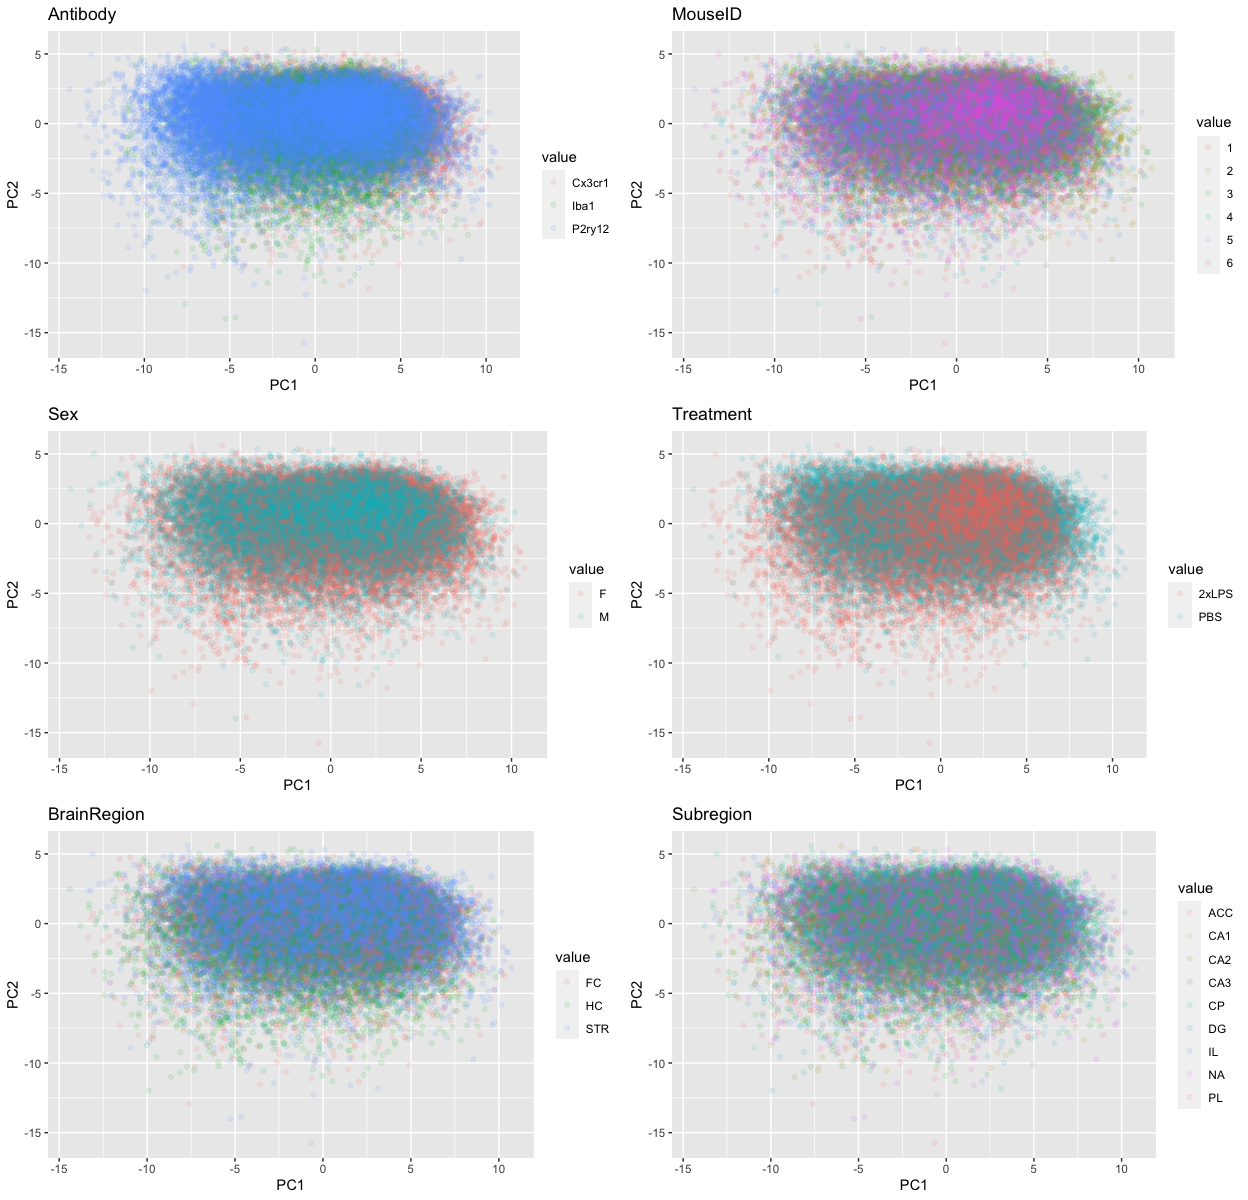 Antibody
5
0
-5
-10
-15
PC2
-15 -10 -5 0 5 10
PC1
value
Cx3cr1
Iba1
P2ry12
MouseID
5
0
-5
-10
-15
PC2
-15 -10 -5 0 5 10
PC1
value
1
2
3
4
5
6
Sex
5
0
-5
-10
-15
PC2
-15 -10 -5 0 5 10
PC1
value
F
M
Treatment
5
0
-5
-10
-15
PC2
-15 -10 -5 0 5 10
PC1
value
2xLPS
PBS
BrainRegion
5
0
-5
-10
-15
PC2
-15 -10 -5 0 5 10
PC1
value
FC
HC
STR
Subregion
5
0
-5
-10
-15
PC2
-15 -10 -5 0 5 10
PC1
value
ACC
CA1
CA2
CA3
CP
DG
IL
NA
PL